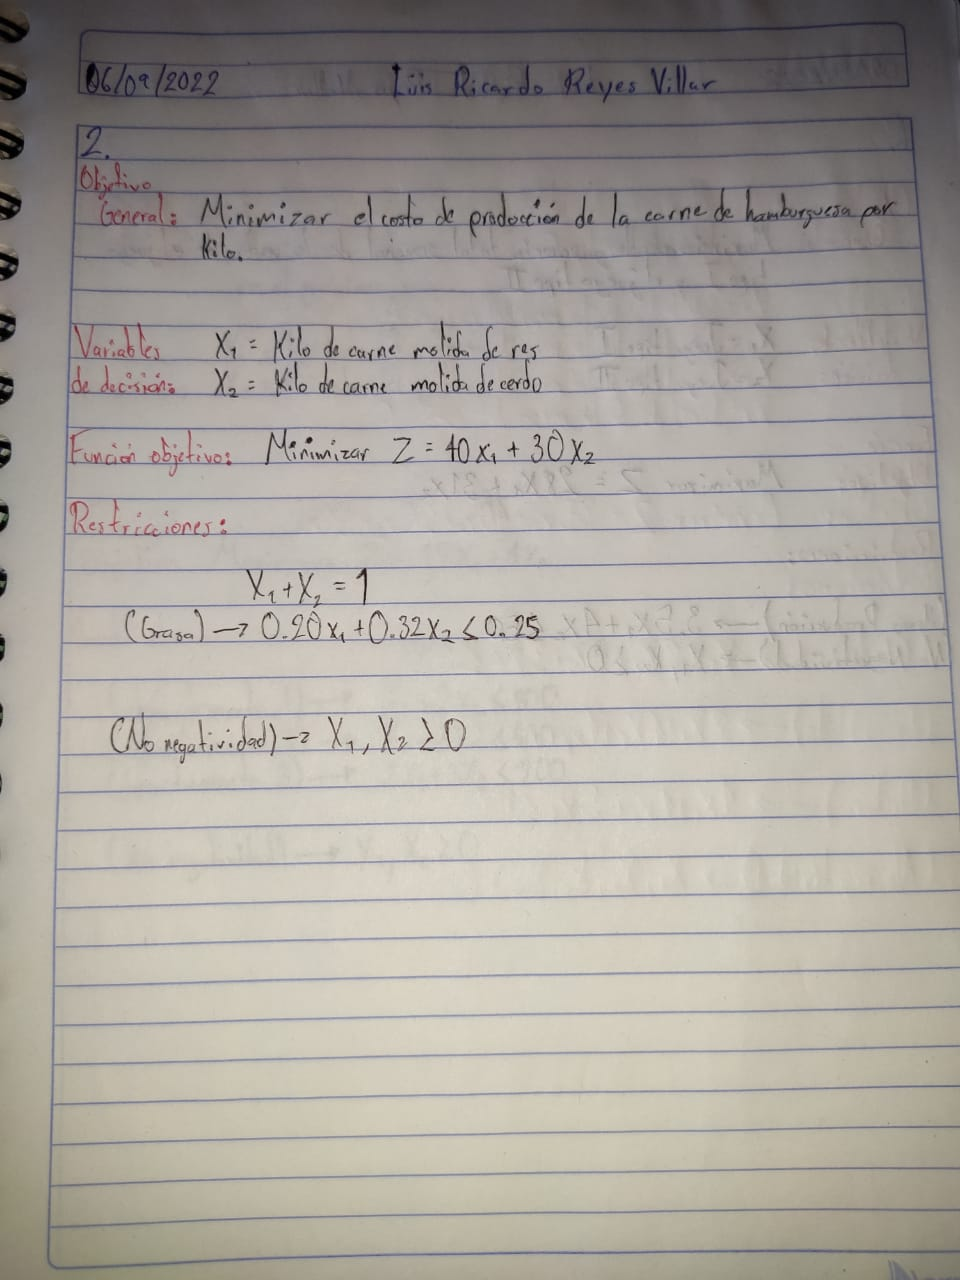 06/09/2022 Luis Ricardo Reyes Villar
2.
Objetivo
General: Minimizar el costo de producción de la carne de hamburguesa por
Kilo.
Variables X₁ = Kilo de carne molida de res
de decisión: X₂ = Kilo de carne molida de cerdo
Función objetivo: Minimizar Z = 40x₁ + 30X₂
Restricciones:
X₁ + X₂ = 1
(Grasa) → 0.20x₁ + 0.32X₂ ≤ 0.25
(No negatividad) → X₁, X₂ ≥ 0